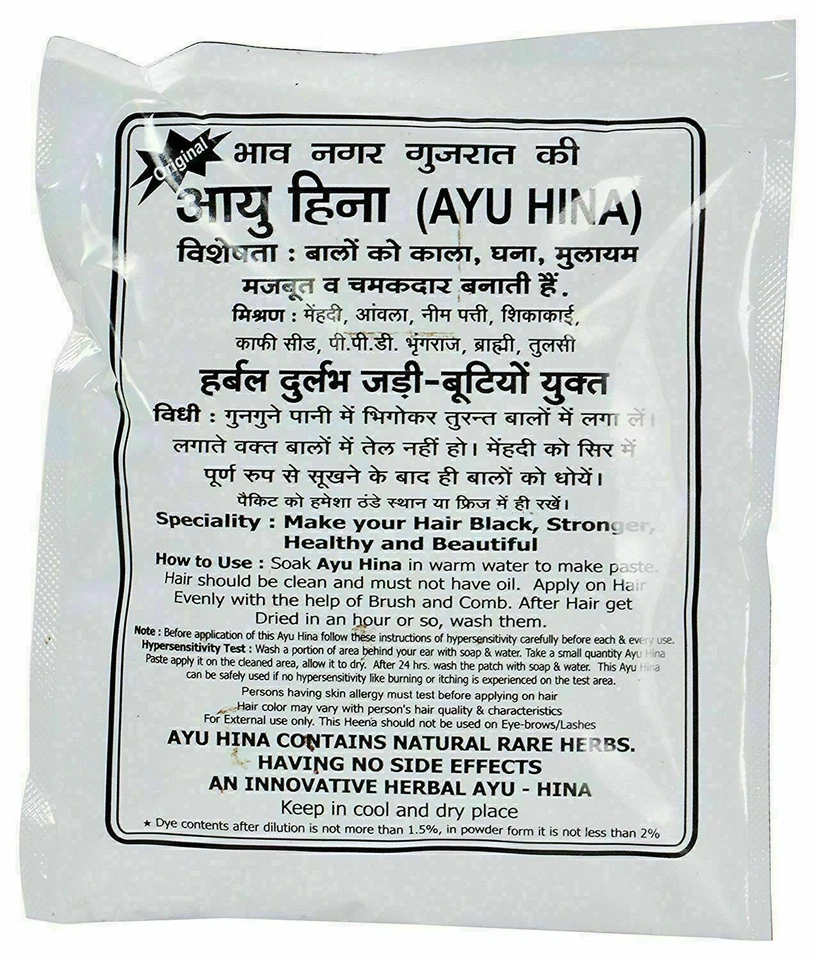 Original
भाव नगर गुजरात की
आयु हिना (AYU HINA)
विशेषता : बालों को काला, घना, मुलायम
मजबूत व चमकदार बनाती हैं.
मिश्रण : मेंहदी, आंवला, नीम पत्ती, शिकाकाई,
काफी सीड, पी.पी.डी. भृंगराज, ब्राह्मी, तुलसी
हर्बल दुर्लभ जड़ी-बूटियों युक्त
विधी : गुनगुने पानी में भिगोकर तुरन्त बालों में लगा लें।
लगाते वक्त बालों में तेल नहीं हो। मेंहदी को सिर में
पूर्ण रुप से सूखने के बाद ही बालों को धोयें।
पैकिट को हमेशा ठंडे स्थान या फ्रिज में ही रखें।
Speciality : Make your Hair Black, Stronger,
Healthy and Beautiful
How to Use : Soak Ayu Hina in warm water to make paste.
Hair should be clean and must not have oil. Apply on Hair
Evenly with the help of Brush and Comb. After Hair get
Dried in an hour or so, wash them.
Note : Before application of this Ayu Hina follow these instructions of hypersensitivity carefully before each & every use.
Hypersensitivity Test : Wash a portion of area behind your ear with soap & water. Take a small quantity Ayu Hina
Paste apply it on the cleaned area, allow it to dry. After 24 hrs. wash the patch with soap & water. This Ayu Hina
can be safely used if no hypersensitivity like burning or itching is experienced on the test area.
Persons having skin allergy must test before applying on hair
Hair color may vary with person's hair quality & characteristics
For External use only. This Heena should not be used on Eye-brows/Lashes
AYU HINA CONTAINS NATURAL RARE HERBS.
HAVING NO SIDE EFFECTS
AN INNOVATIVE HERBAL AYU - HINA
Keep in cool and dry place
★ Dye contents after dilution is not more than 1.5%, in powder form it is not less than 2%